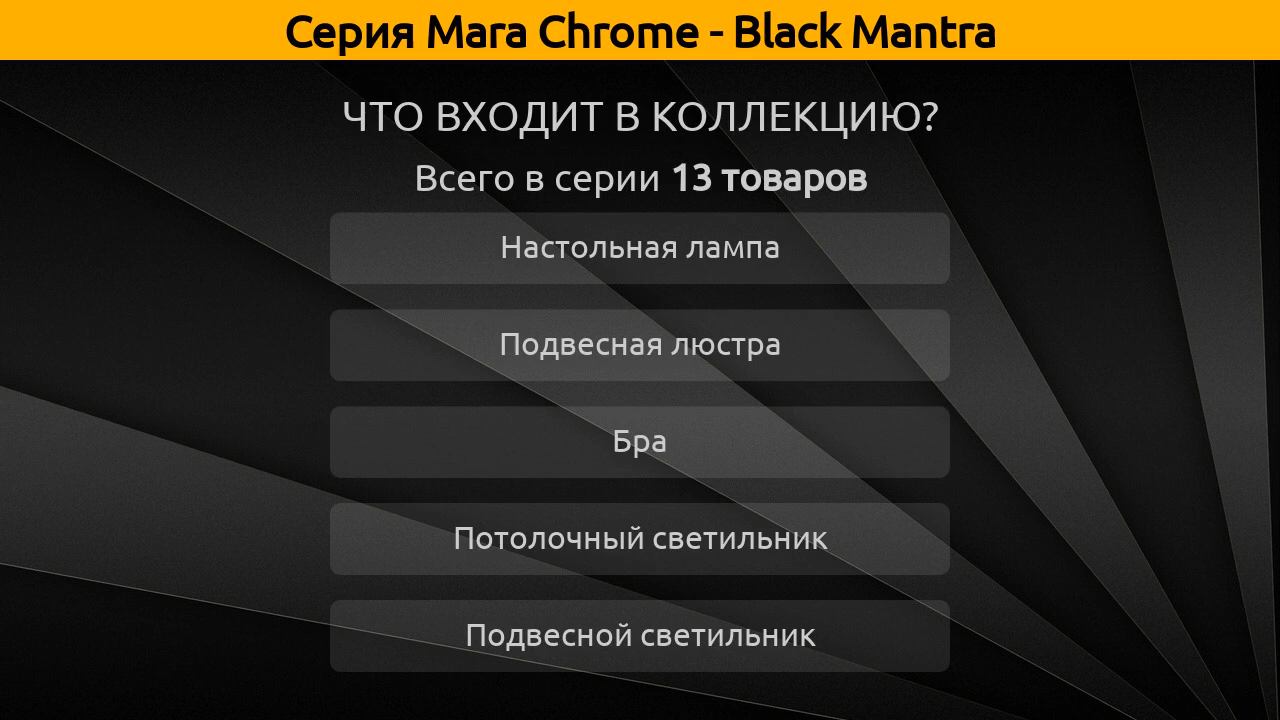 Серия Mara Chrome - Black Mantra
ЧТО ВХОДИТ В КОЛЛЕКЦИЮ?
Всего в серии 13 товаров
Настольная лампа
Подвесная люстра
Бра
Потолочный светильник
Подвесной светильник